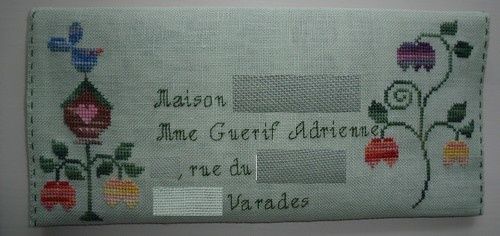 Maison
Mme Guerif Adrienne
, rue du
Varades